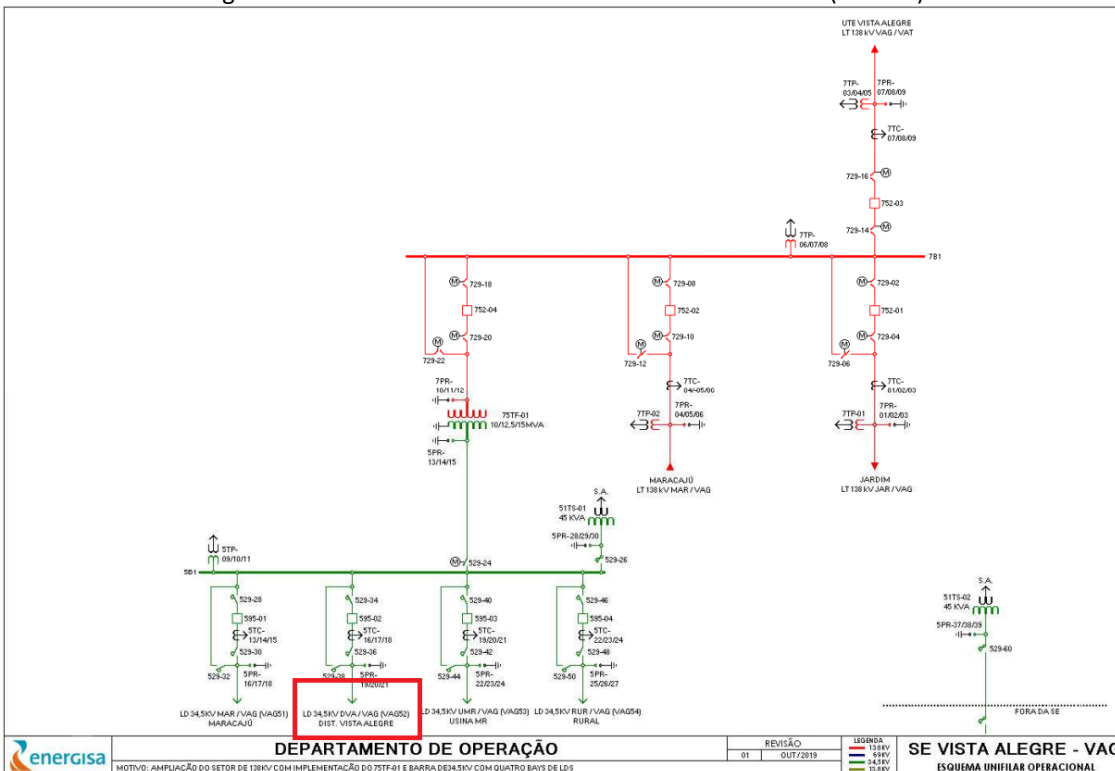 UTE VISTA ALEGRE
LT 138 kV VAG / VAT
7TP-
03/04/05
7PR-
07/08/09
7TC-
07/08/09
729-16
M
752-03
729-14
M
7TP-
06/07/08
7B1
M
729-18
M
729-08
M
729-02
752-04
752-02
752-01
M
729-20
M
729-10
M
729-04
M
729-22
M
729-12
M
729-06
7PR-
10/11/12
7TC-
04/05/06
7TC-
01/02/03
75TF-01
10/12,5/15MVA
7TP-02
7PR-
04/05/06
7TP-01
7PR-
01/02/03
5PR-
13/14/15
MARACAJÚ
LT 138 kV MAR / VAG
JARDIM
LT 138 kV JAR / VAG
S.A.
51TS-01
45 KVA
5PR-28/29/30
529-26
5TP-
09/10/11
M
529-24
5B1
529-28
529-34
529-40
529-46
595-01
595-02
595-03
595-04
5TC-
13/14/15
5TC-
16/17/18
5TC-
19/20/21
5TC-
22/23/24
529-30
529-36
529-42
529-48
529-32
529-38
529-44
529-50
5PR-
16/17/18
5PR-
19/20/21
5PR-
22/23/24
5PR-
25/26/27
S.A.
51TS-02
45 KVA
5PR-37/38/39
529-60
FORA DA SE
LD 34,5KV MAR / VAG (VAG51)
MARACAJÚ
LD 34,5KV DVA / VAG (VAG52)
DIST. VISTA ALEGRE
LD 34,5KV UMR / VAG (VAG53)
USINA MR
LD 34,5KV RUR / VAG (VAG54)
RURAL
energisa
DEPARTAMENTO DE OPERAÇÃO
MOTIVO: AMPLIAÇÃO DO SETOR DE 138KV COM IMPLEMENTAÇÃO DO 75TF-01 E BARRA DE34,5KV COM QUATRO BAYS DE LDS
REVISÃO
01
OUT/2019
LEGENDA
138KV
69KV
34,5KV
13,8KV
SE VISTA ALEGRE - VAG
ESQUEMA UNIFILAR OPERACIONAL